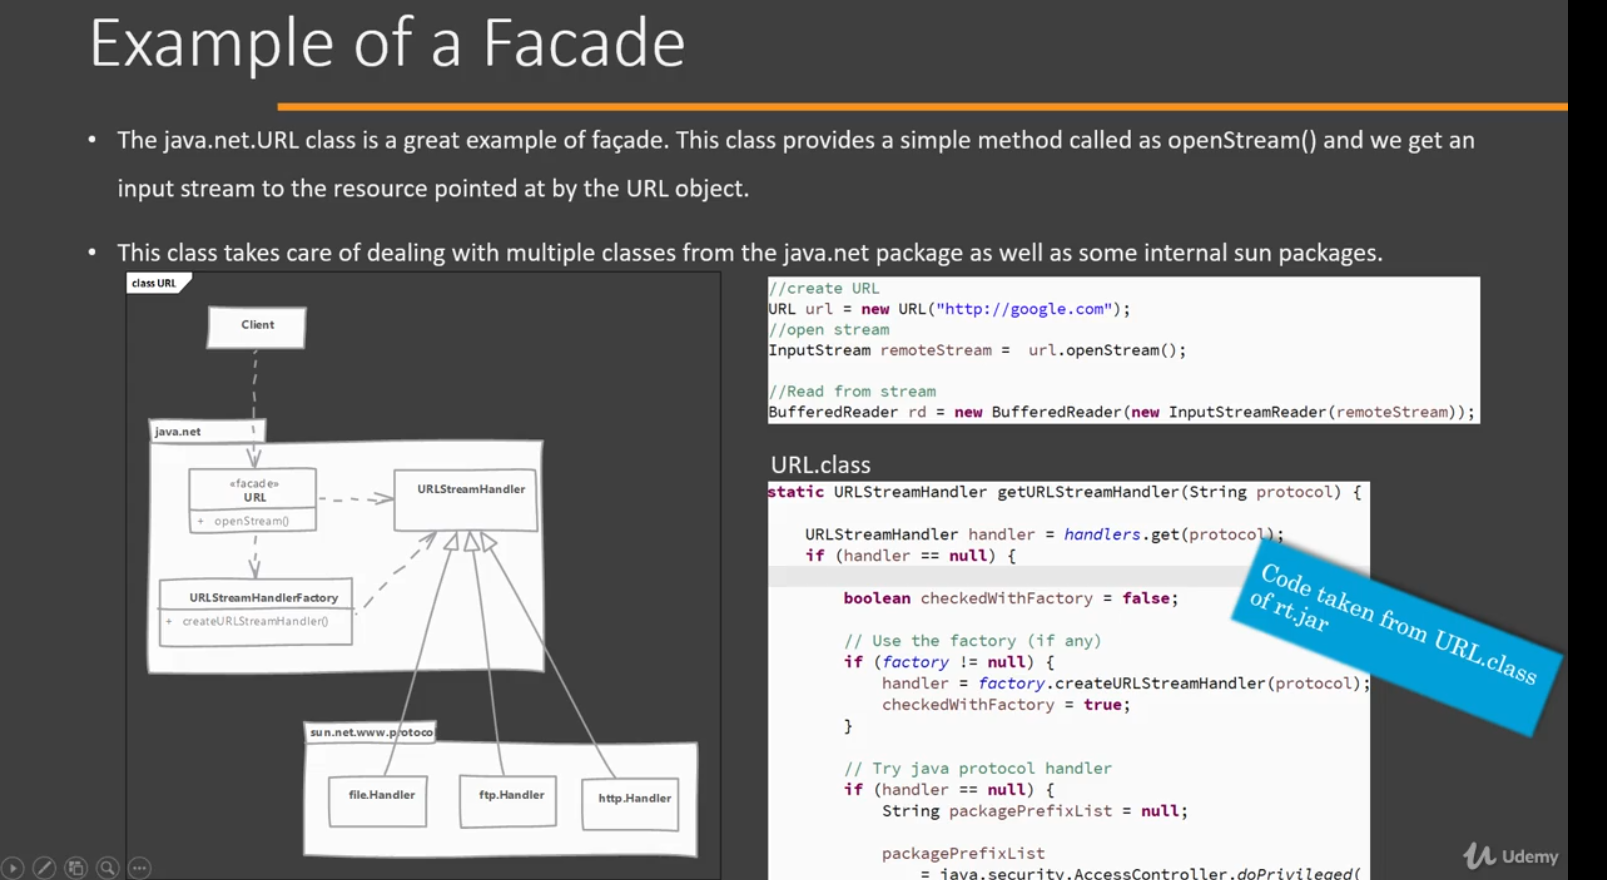 Example of a Facade
• The java.net.URL class is a great example of façade. This class provides a simple method called as openStream() and we get an
input stream to the resource pointed at by the URL object.
• This class takes care of dealing with multiple classes from the java.net package as well as some internal sun packages.
class URL
Client
java.net
«facade»
URL
+ openStream()
URLStreamHandler
URLStreamHandlerFactory
+ createURLStreamHandler()
sun.net.www.protoco
file.Handler
ftp.Handler
http.Handler
//create URL
URL url = new URL("http://google.com");
//open stream
InputStream remoteStream = url.openStream();
//Read from stream
BufferedReader rd = new BufferedReader(new InputStreamReader(remoteStream));
URL.class
static URLStreamHandler getURLStreamHandler(String protocol) {
URLStreamHandler handler = handlers.get(protocol);
if (handler == null) {
boolean checkedWithFactory = false;
// Use the factory (if any)
if (factory != null) {
handler = factory.createURLStreamHandler(protocol);
checkedWithFactory = true;
}
// Try java protocol handler
if (handler == null) {
String packagePrefixList = null;
packagePrefixList
= java.security.AccessController.doPrivileged(
Code taken from URL.class
of rt.jar
Udemy